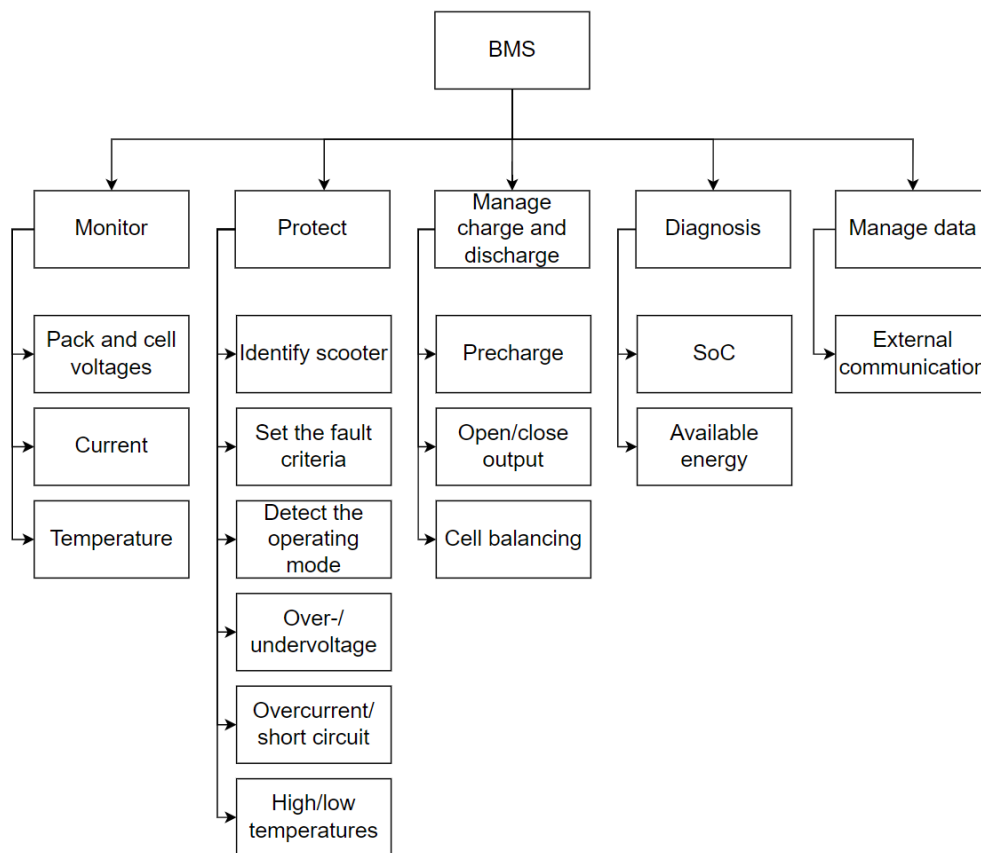 BMS
Monitor
Protect
Manage
charge and
discharge
Diagnosis
Manage data
Pack and cell
voltages
Current
Temperature
Identify scooter
Set the fault
criteria
Detect the
operating
mode
Over-/
undervoltage
Overcurrent/
short circuit
High/low
temperatures
Precharge
Open/close
output
Cell balancing
SoC
Available
energy
External
communication